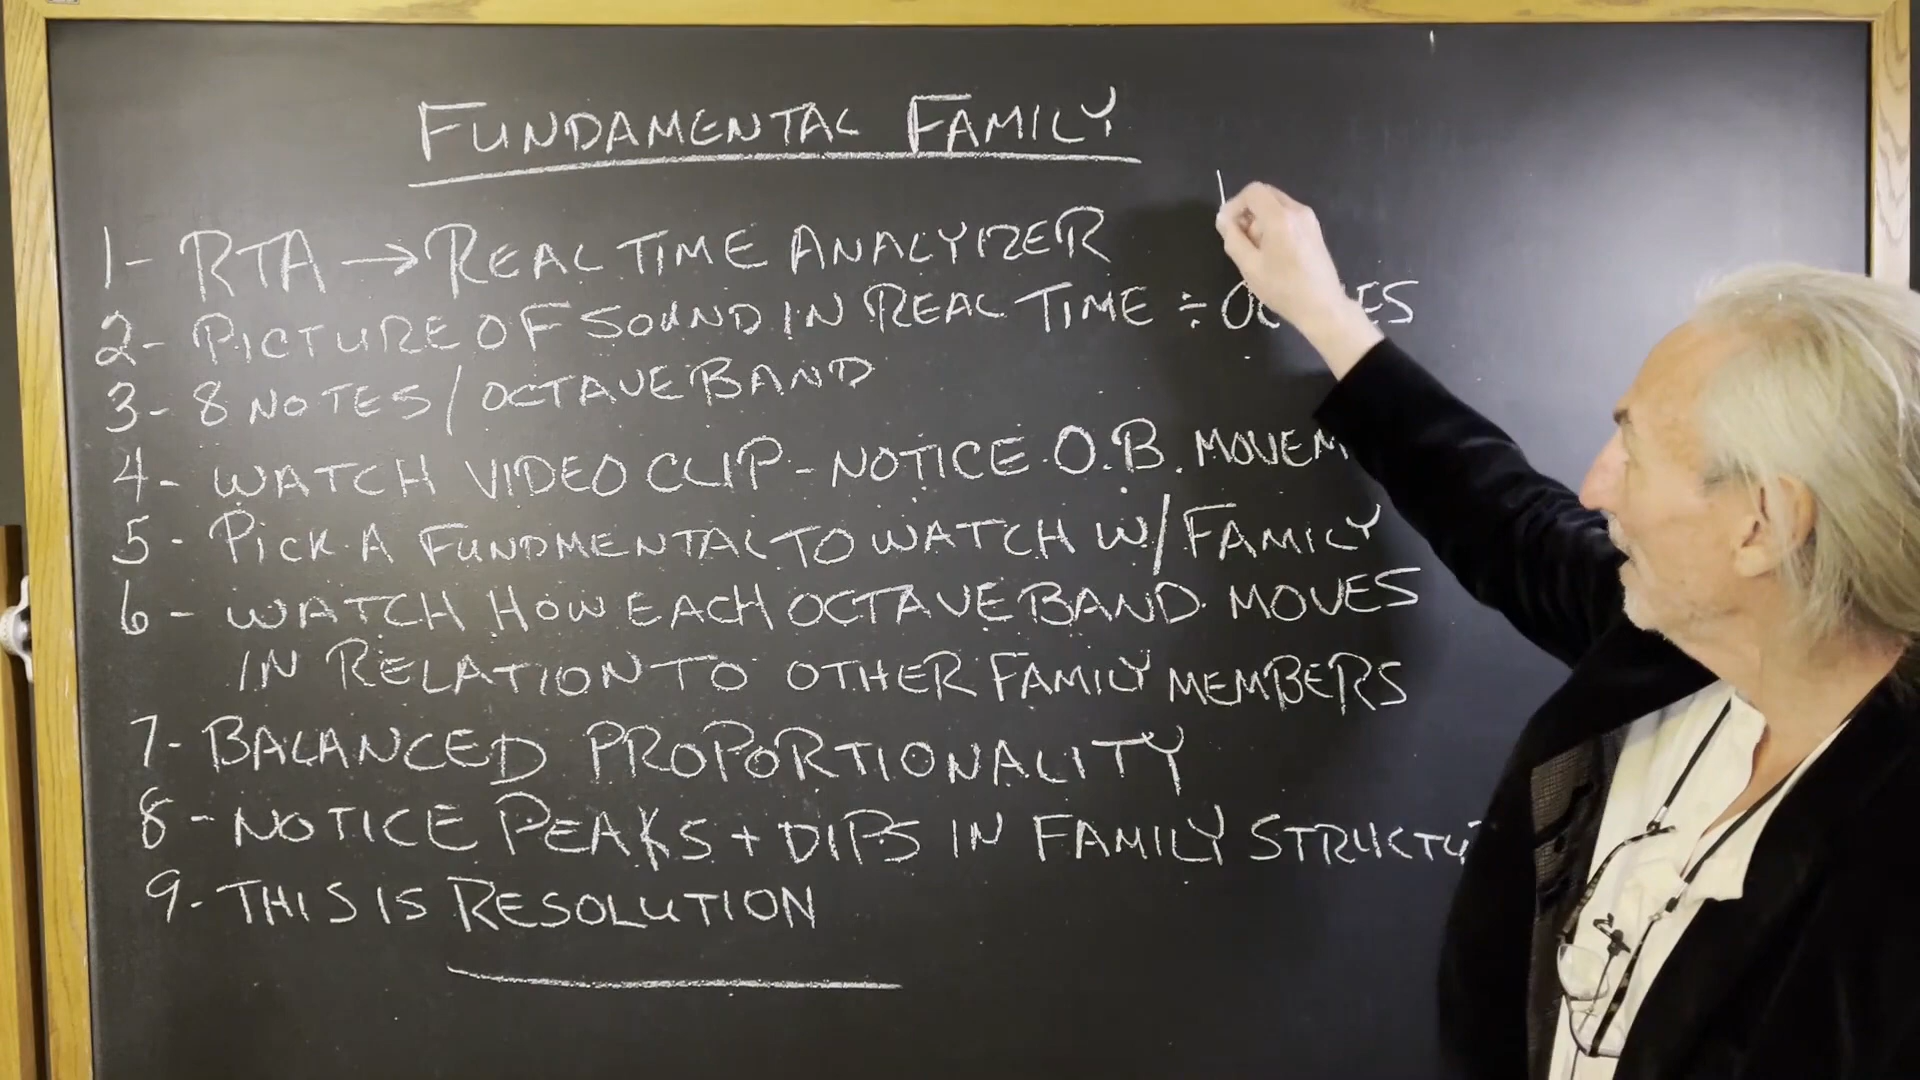 FUNDAMENTAL FAMILY
1- RTA → REAL TIME ANALYZER
2- PICTURE OF SOUND IN REAL TIME ÷
3- 8 NOTES / OCTAVE BAND
4- WATCH VIDEO CLIP - NOTICE O.B. MOVEM
5- PICK A FUNDMENTAL TO WATCH W/ FAMILY
6- WATCH HOW EACH OCTAVE BAND MOVES
IN RELATION TO OTHER FAMILY MEMBERS
7- BALANCED PROPORTIONALITY
8- NOTICE PEAKS + DIPS IN FAMILY STRUCTU
9- THIS IS RESOLUTION